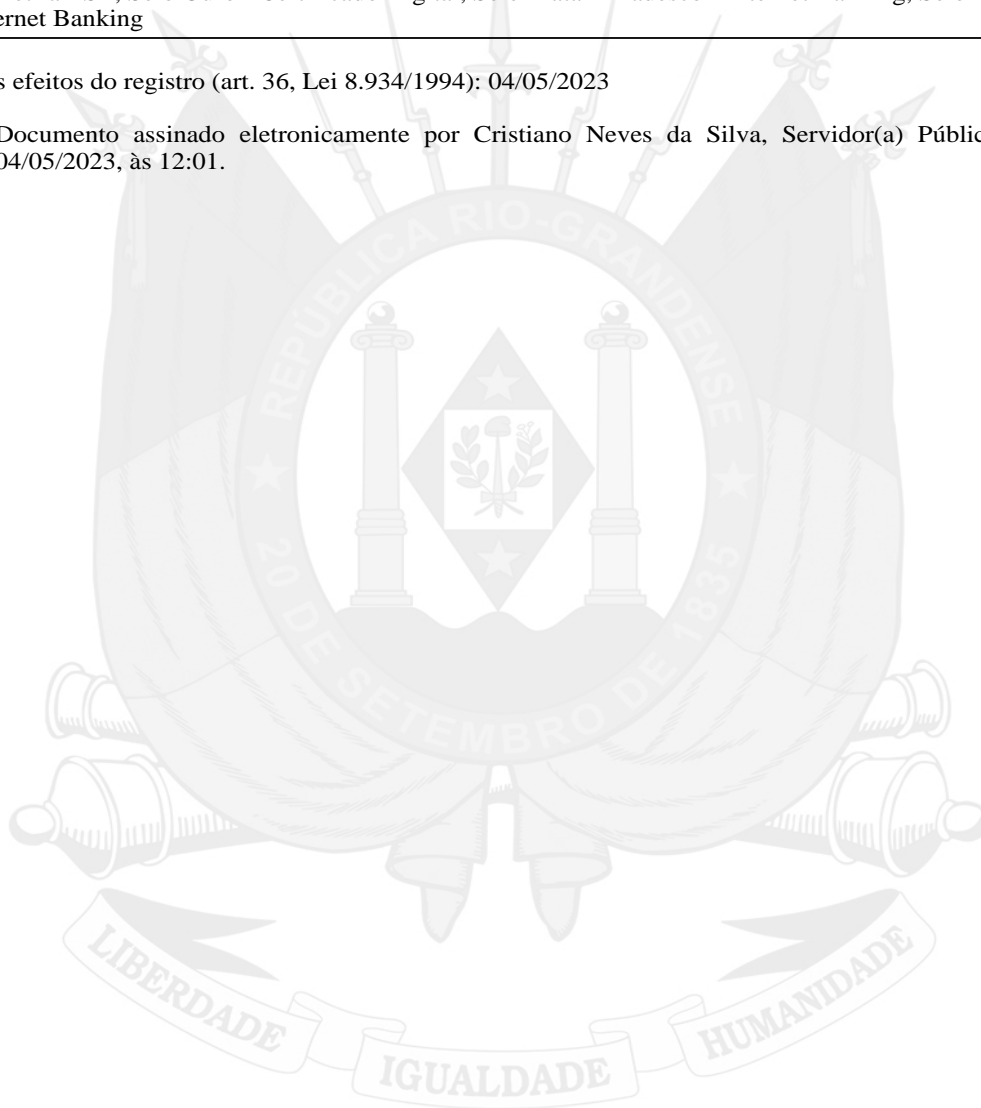 ernet Banking
s efeitos do registro (art. 36, Lei 8.934/1994): 04/05/2023
Documento assinado eletronicamente por Cristiano Neves da Silva, Servidor(a) Públic
04/05/2023, às 12:01.
REPÚBLICA RIO-GRANDENSE
20 DE SETEMBRO DE 1835
LIBERDADE
IGUALDADE
HUMANIDADE